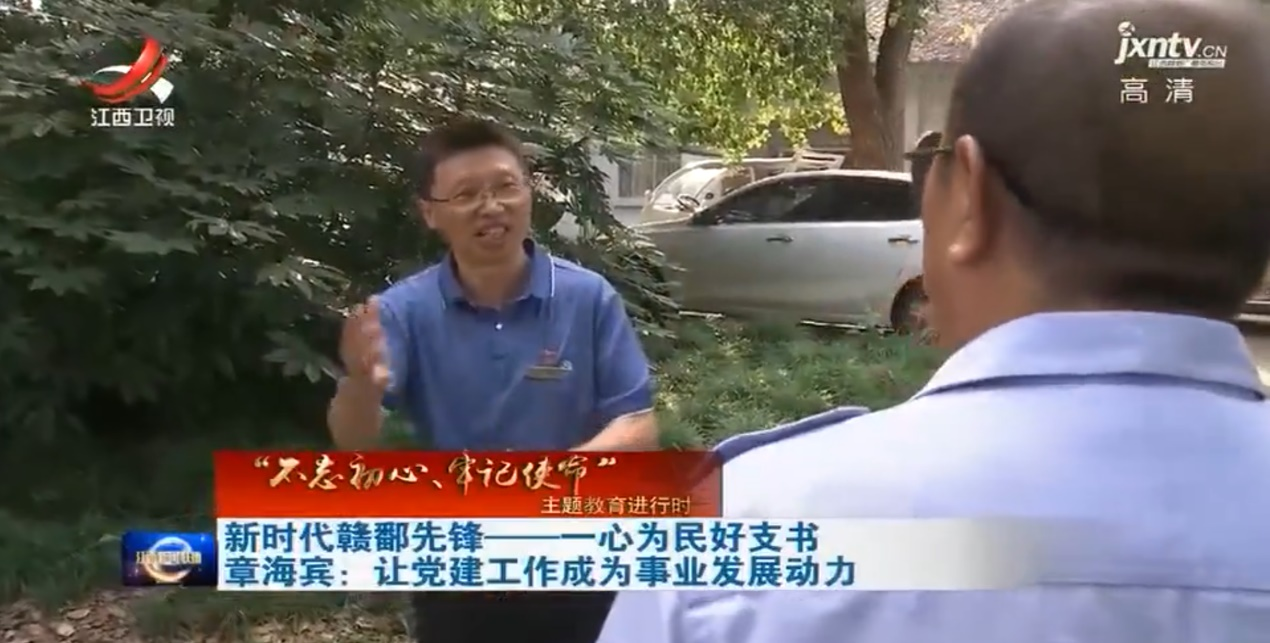 江西卫视
jxntv.CN
高清
“不忘初心、牢记使命”
主题教育进行时
新时代赣鄱先锋——一心为民好支书
章海宾：让党建工作成为事业发展动力